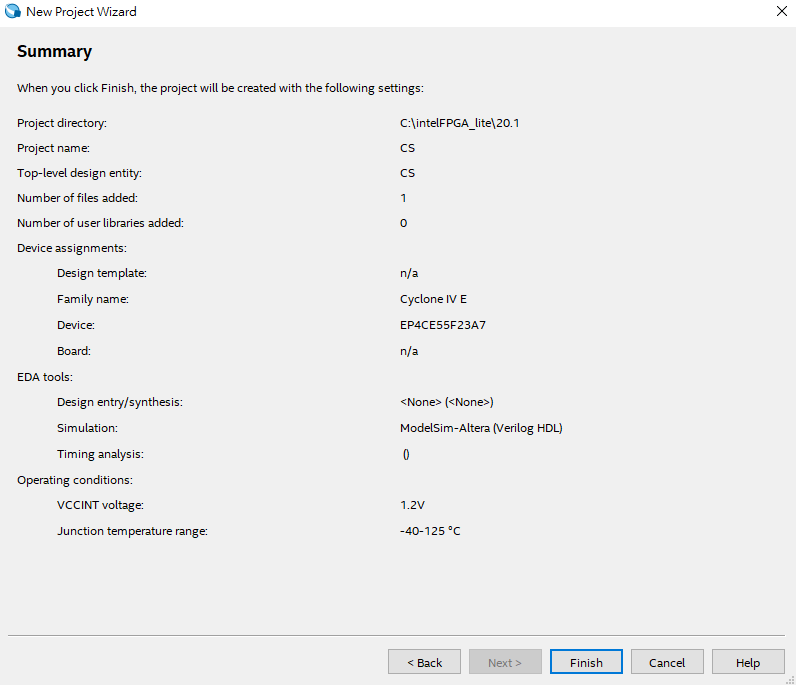 New Project Wizard
Summary
When you click Finish, the project will be created with the following settings:
Project directory: C:\intelFPGA_lite\20.1
Project name: CS
Top-level design entity: CS
Number of files added: 1
Number of user libraries added: 0
Device assignments:
Design template: n/a
Family name: Cyclone IV E
Device: EP4CE55F23A7
Board: n/a
EDA tools:
Design entry/synthesis: <None> (<None>)
Simulation: ModelSim-Altera (Verilog HDL)
Timing analysis: ()
Operating conditions:
VCCINT voltage: 1.2V
Junction temperature range: -40-125 °C
< Back Next > Finish Cancel Help